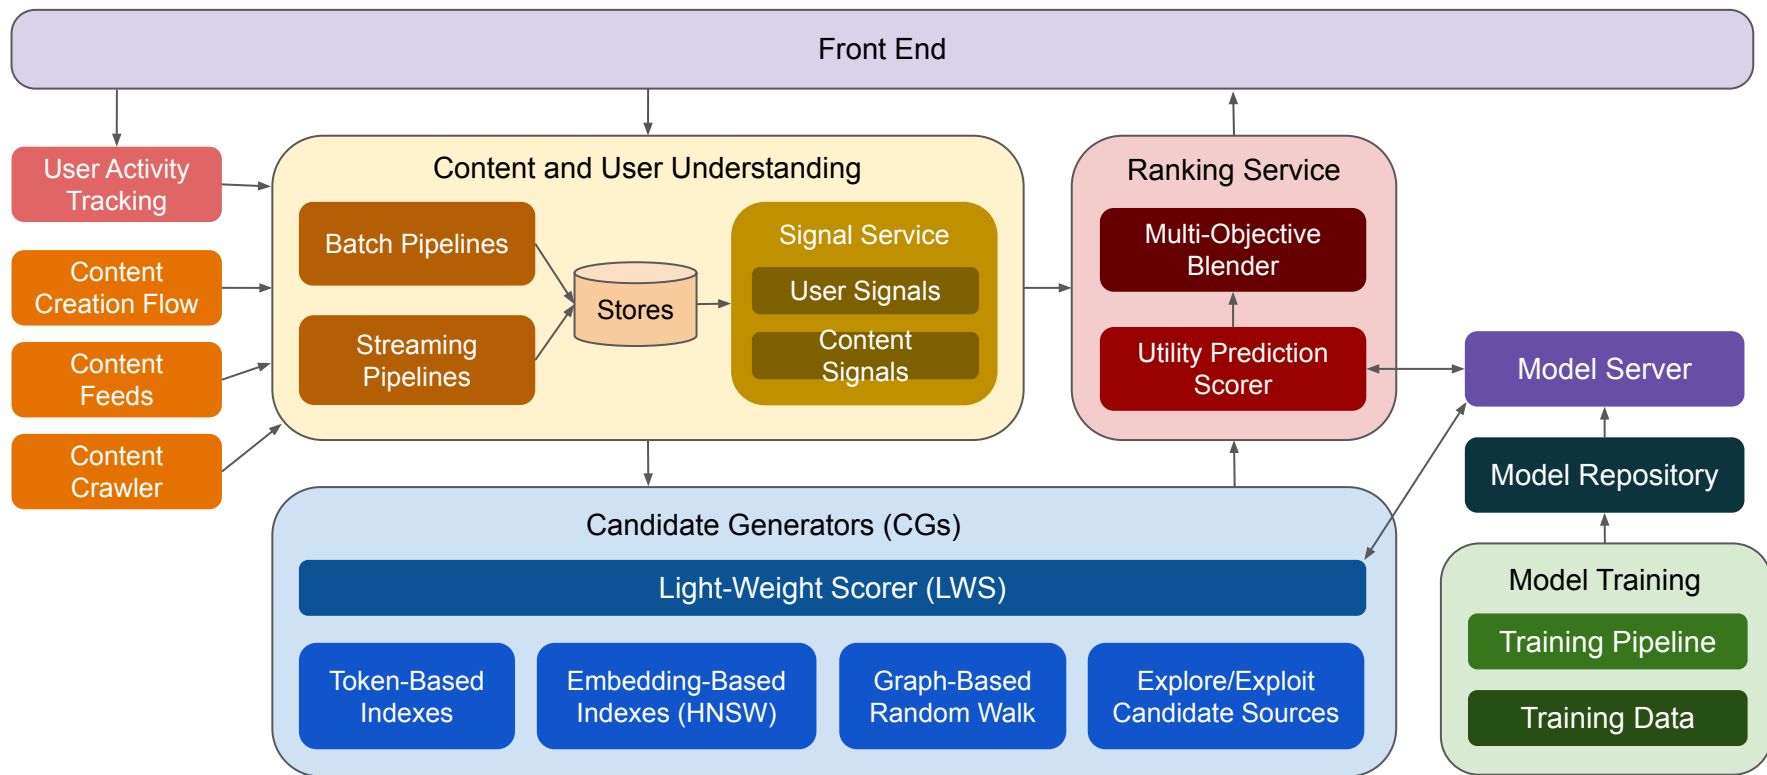 Front End
User Activity
Tracking
Content
Creation Flow
Content
Feeds
Content
Crawler
Content and User Understanding
Batch Pipelines
Streaming
Pipelines
Stores
Signal Service
User Signals
Content
Signals
Ranking Service
Multi-Objective
Blender
Utility Prediction
Scorer
Model Server
Model Repository
Model Training
Training Pipeline
Training Data
Candidate Generators (CGs)
Light-Weight Scorer (LWS)
Token-Based
Indexes
Embedding-Based
Indexes (HNSW)
Graph-Based
Random Walk
Explore/Exploit
Candidate Sources